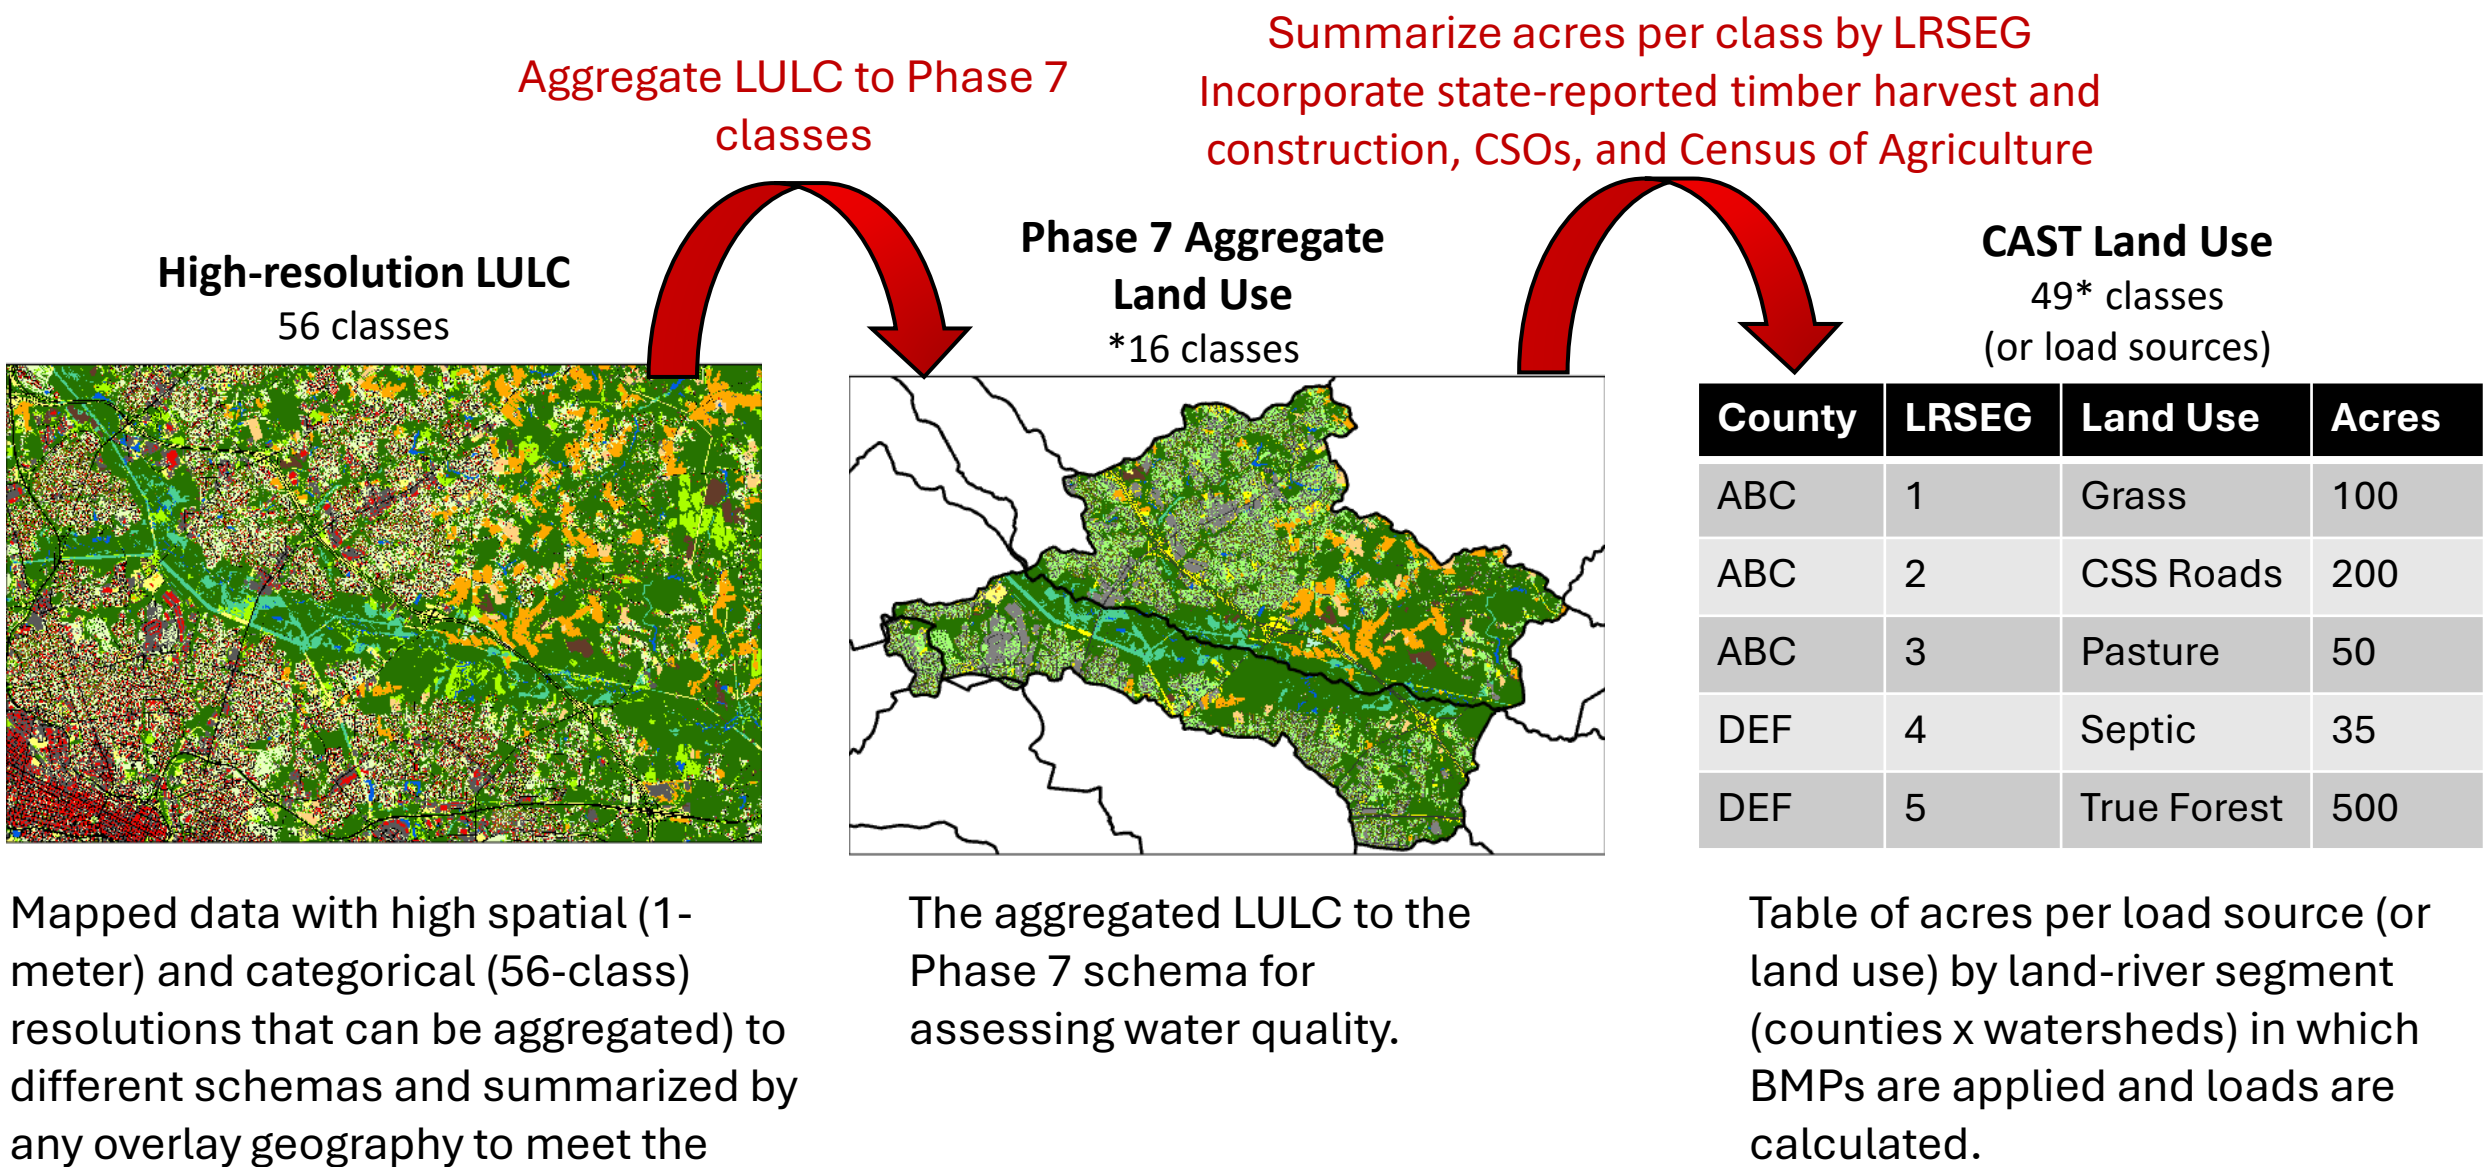 Aggregate LULC to Phase 7
classes
Summarize acres per class by LRSEG
Incorporate state-reported timber harvest and
construction, CSOs, and Census of Agriculture
High-resolution LULC
56 classes
Phase 7 Aggregate
Land Use
*16 classes
CAST Land Use
49* classes
(or load sources)
County LRSEG Land Use Acres
ABC 1 Grass 100
ABC 2 CSS Roads 200
ABC 3 Pasture 50
DEF 4 Septic 35
DEF 5 True Forest 500
Mapped data with high spatial (1-
meter) and categorical (56-class)
resolutions that can be aggregated) to
different schemas and summarized by
any overlay geography to meet the
The aggregated LULC to the
Phase 7 schema for
assessing water quality.
Table of acres per load source (or
land use) by land-river segment
(counties x watersheds) in which
BMPs are applied and loads are
calculated.